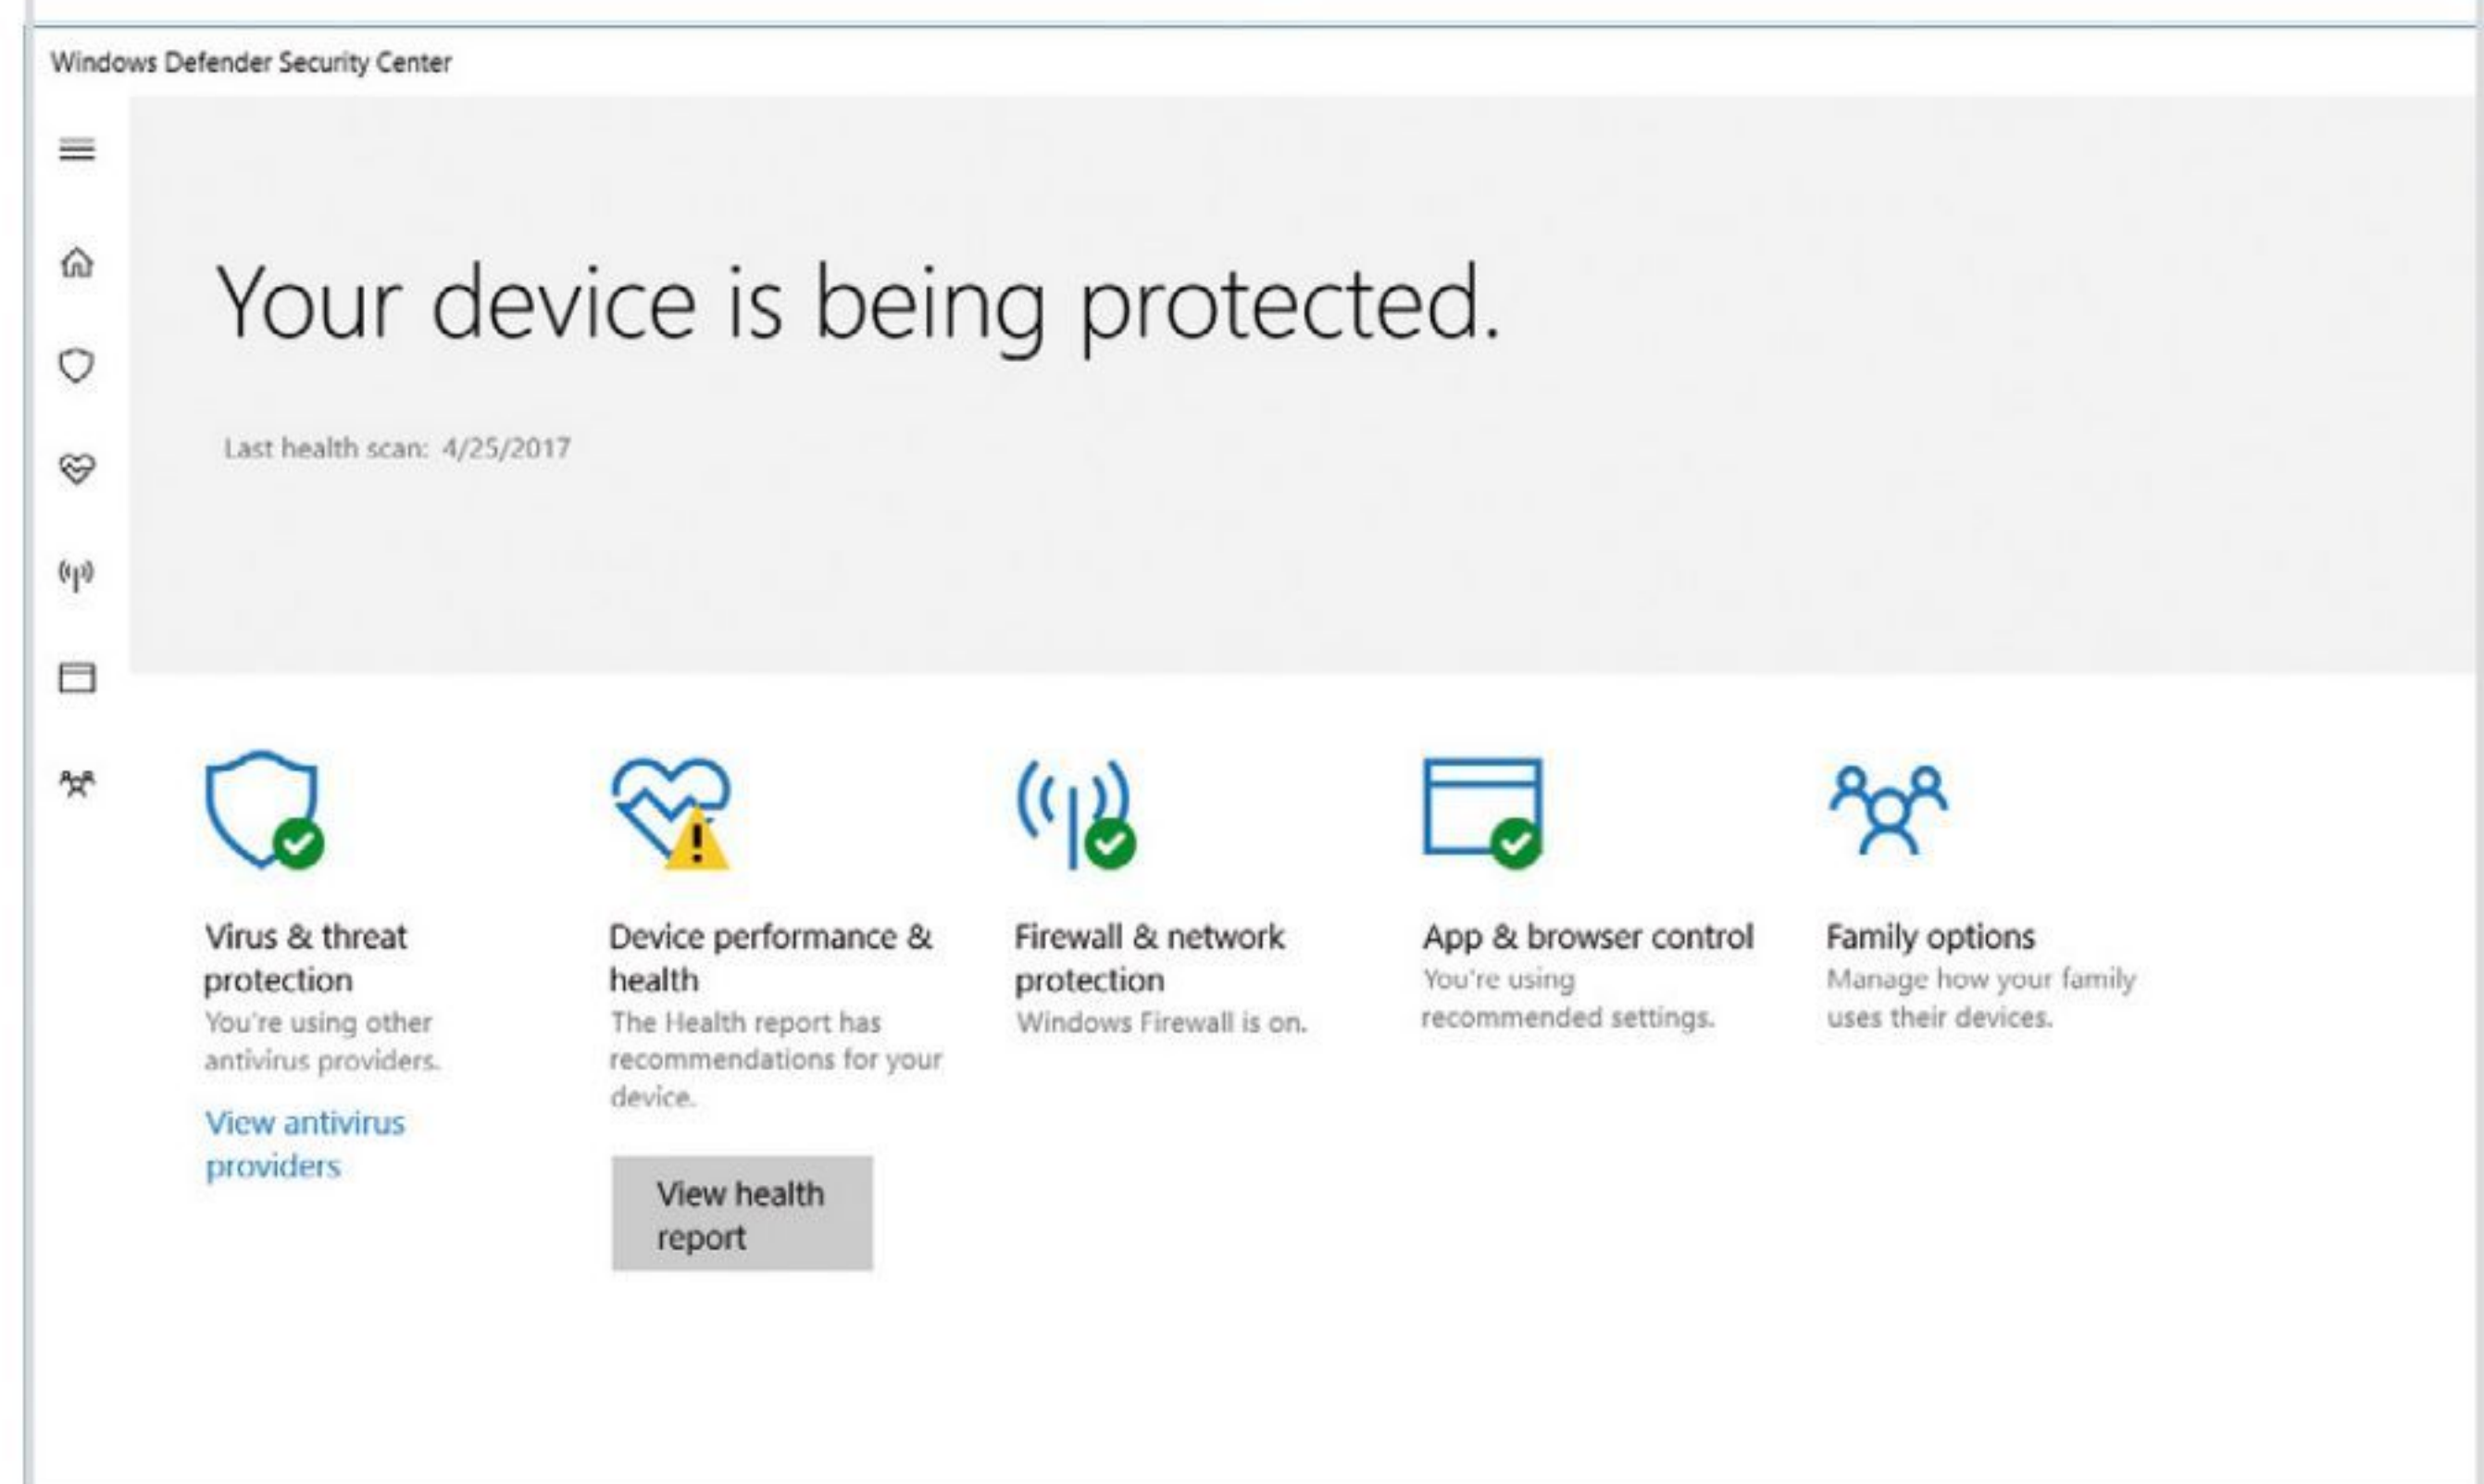 Windows Defender Security Center
Your device is being protected.
Last health scan: 4/25/2017
Virus & threat
protection
You're using other
antivirus providers.
View antivirus
providers
Device performance &
health
The Health report has
recommendations for your
device.
View health
report
Firewall & network
protection
Windows Firewall is on.
App & browser control
You're using
recommended settings.
Family options
Manage how your family
uses their devices.